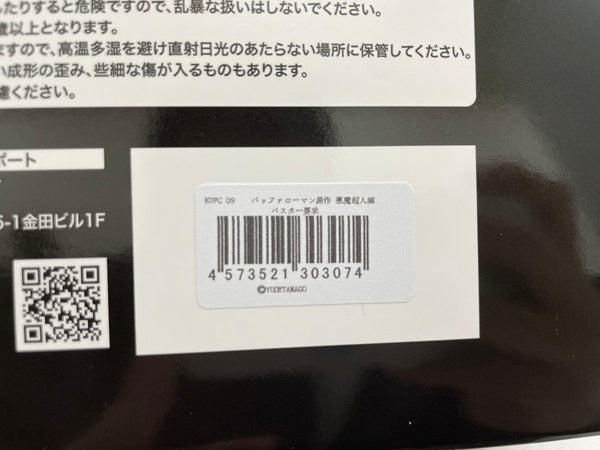 たりすると危険ですので、乱暴な扱いはしないでください。
以上となります。
ますので、高温多湿を避け直射日光のあたらない場所に保管してください。
い成形の歪み、些細な傷が入るものもあります。
慮ください。
ポート
5-1金田ビル1F
KUPC 09 バッファローマン原作 悪魔超人編
バスター要求
4 573521 303074
©YUDETAMAGO